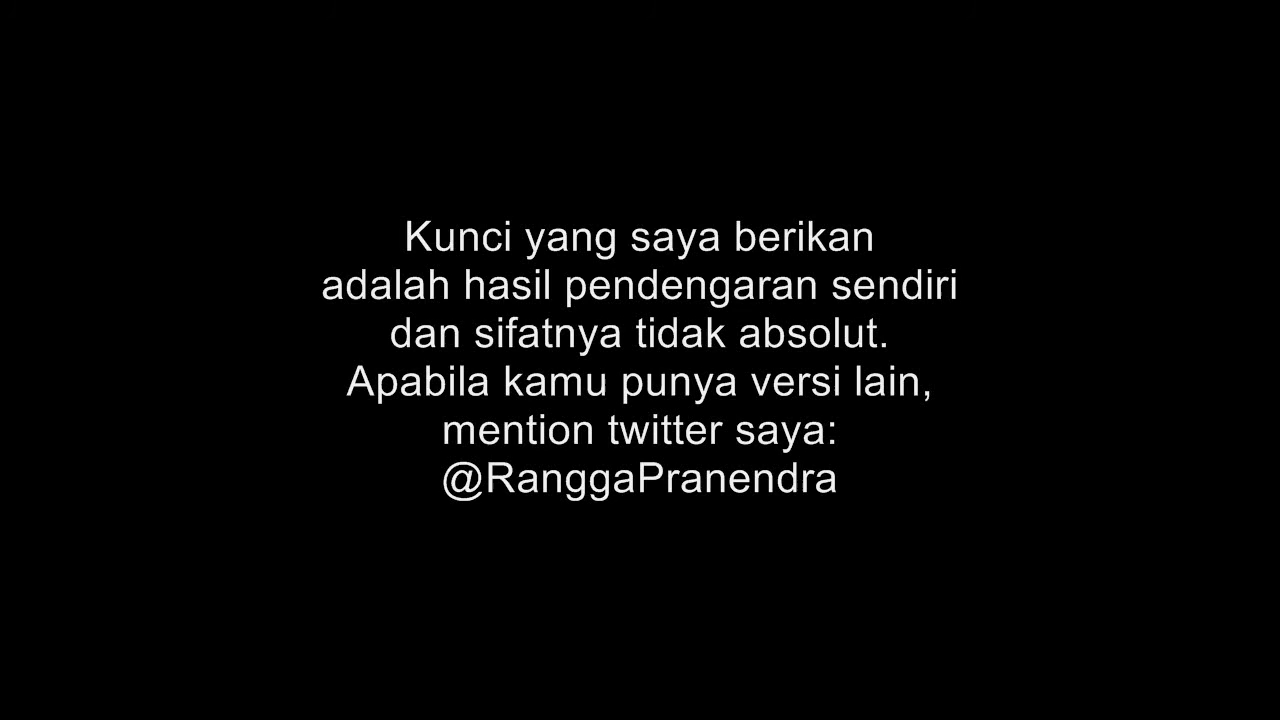 Kunci yang saya berikan
adalah hasil pendengaran sendiri
dan sifatnya tidak absolut.
Apabila kamu punya versi lain,
mention twitter saya:
@RanggaPranendra